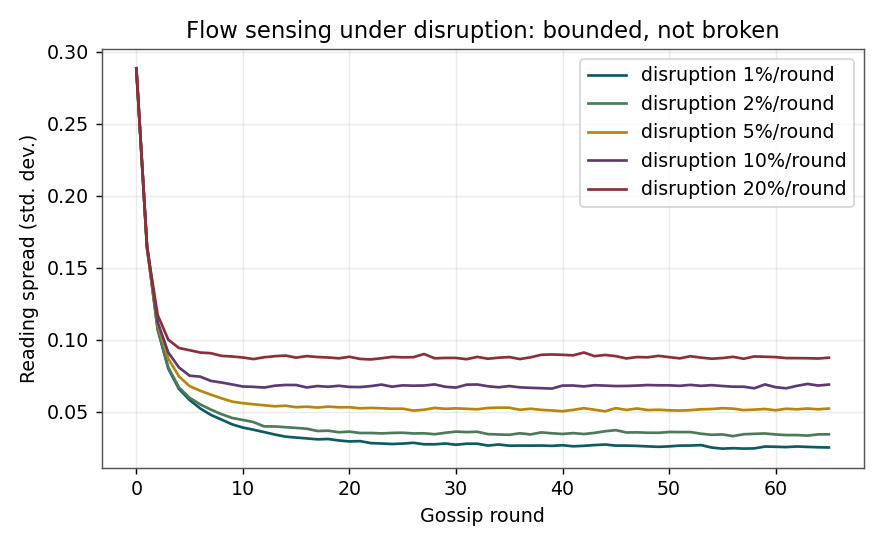 Flow sensing under disruption: bounded, not broken
Reading spread (std. dev.)
0.30
0.25
0.20
0.15
0.10
0.05
disruption 1%/round
disruption 2%/round
disruption 5%/round
disruption 10%/round
disruption 20%/round
0 10 20 30 40 50 60
Gossip round